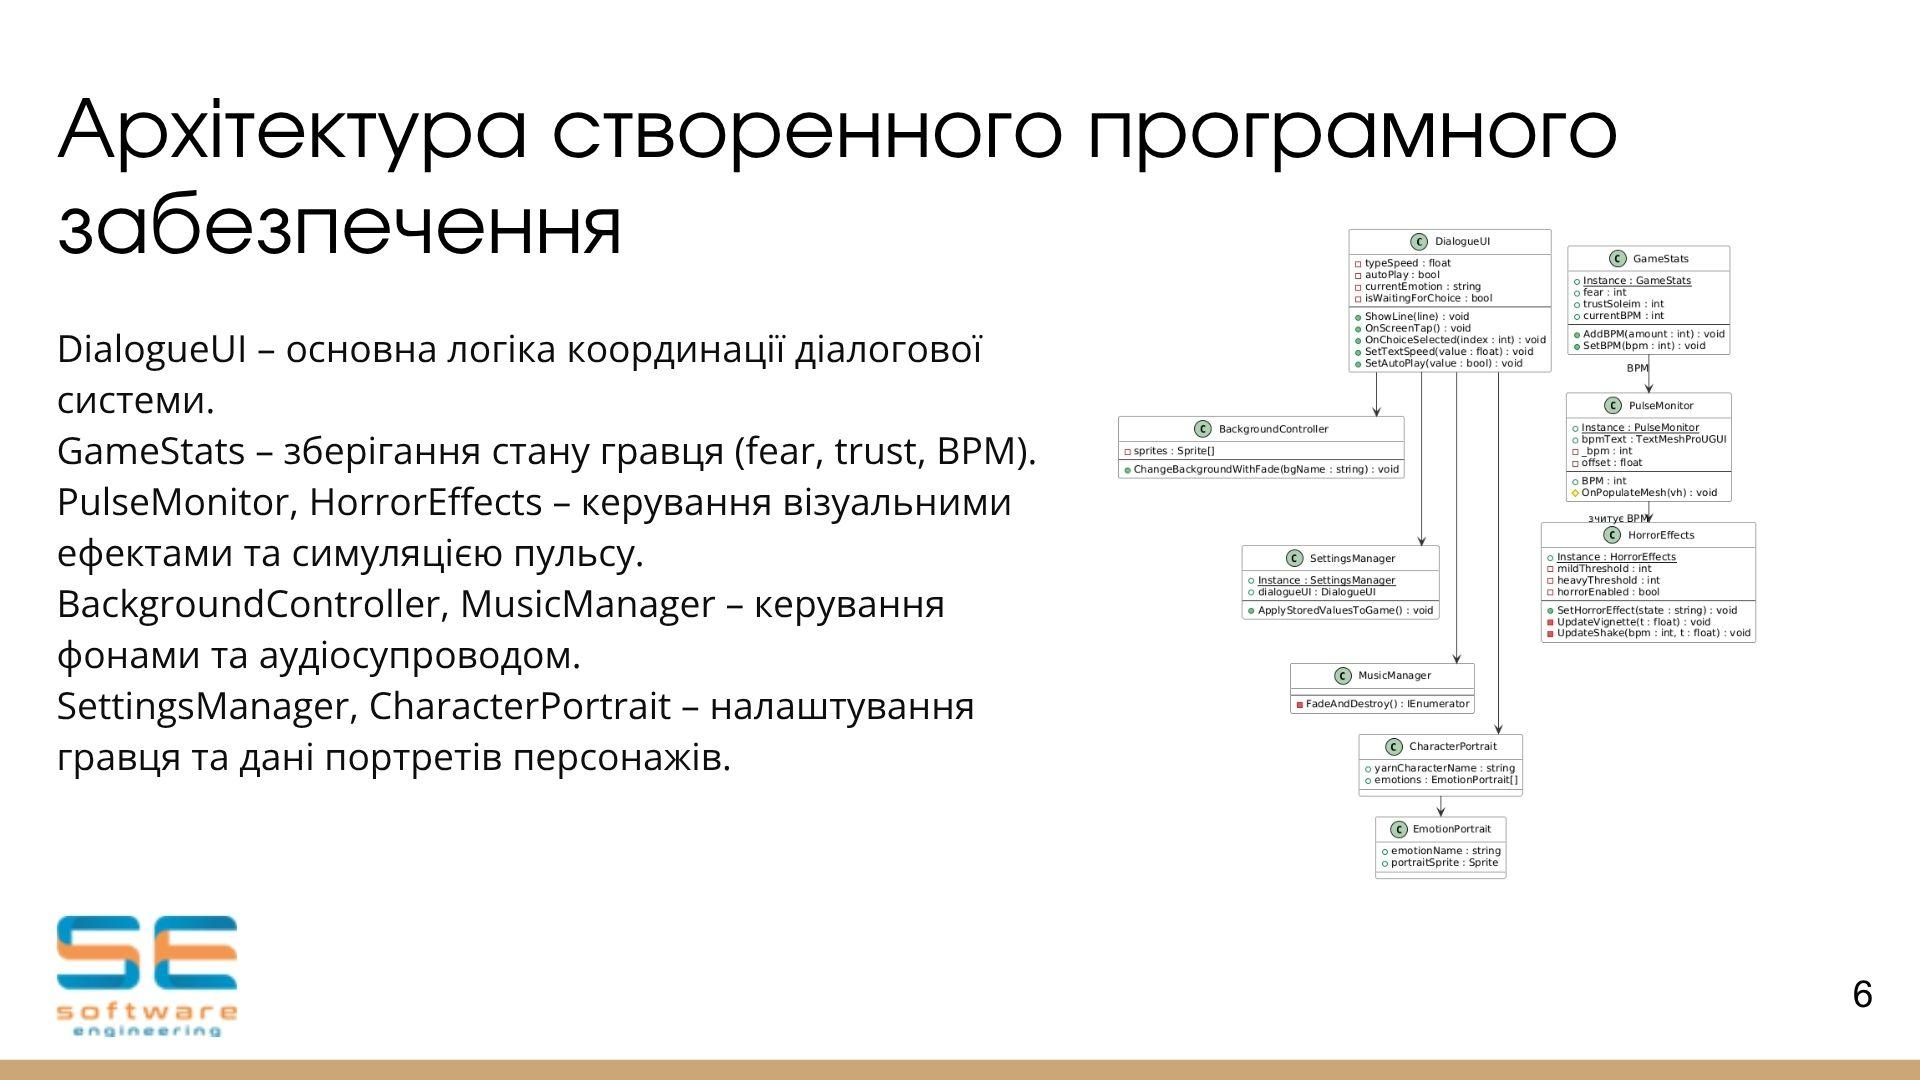 Архітектура створенного програмного
забезпечення
DialogueUI – основна логіка координації діалогової
системи.
GameStats – зберігання стану гравця (fear, trust, BPM).
PulseMonitor, HorrorEffects – керування візуальними
ефектами та симуляцією пульсу.
BackgroundController, MusicManager – керування
фонами та аудіосупроводом.
SettingsManager, CharacterPortrait – налаштування
гравця та дані портретів персонажів.
C DialogueUI
typeSpeed : float
autoPlay : bool
currentEmotion : string
isWaitingForChoice : bool
ShowLine(line) : void
OnScreenTap() : void
OnChoiceSelected(index : int) : void
SetTextSpeed(value : float) : void
SetAutoPlay(value : bool) : void
C GameStats
Instance : GameStats
fear : int
trustSoleim : int
currentBPM : int
AddBPM(amount : int) : void
SetBPM(bpm : int) : void
BPM
C BackgroundController
sprites : Sprite[]
ChangeBackgroundWithFade(bgName : string) : void
C PulseMonitor
Instance : PulseMonitor
bpmText : TextMeshProUGUI
_bpm : int
offset : float
BPM : int
OnPopulateMesh(vh) : void
зчитує BPM
C HorrorEffects
Instance : HorrorEffects
mildThreshold : int
heavyThreshold : int
horrorEnabled : bool
SetHorrorEffect(state : string) : void
UpdateVignette(t : float) : void
UpdateShake(bpm : int, t : float) : void
C SettingsManager
Instance : SettingsManager
dialogueUI : DialogueUI
ApplyStoredValuesToGame() : void
C MusicManager
FadeAndDestroy() : IEnumerator
C CharacterPortrait
yarnCharacterName : string
emotions : EmotionPortrait[]
C EmotionPortrait
emotionName : string
portraitSprite : Sprite
SE
software
engineering
6